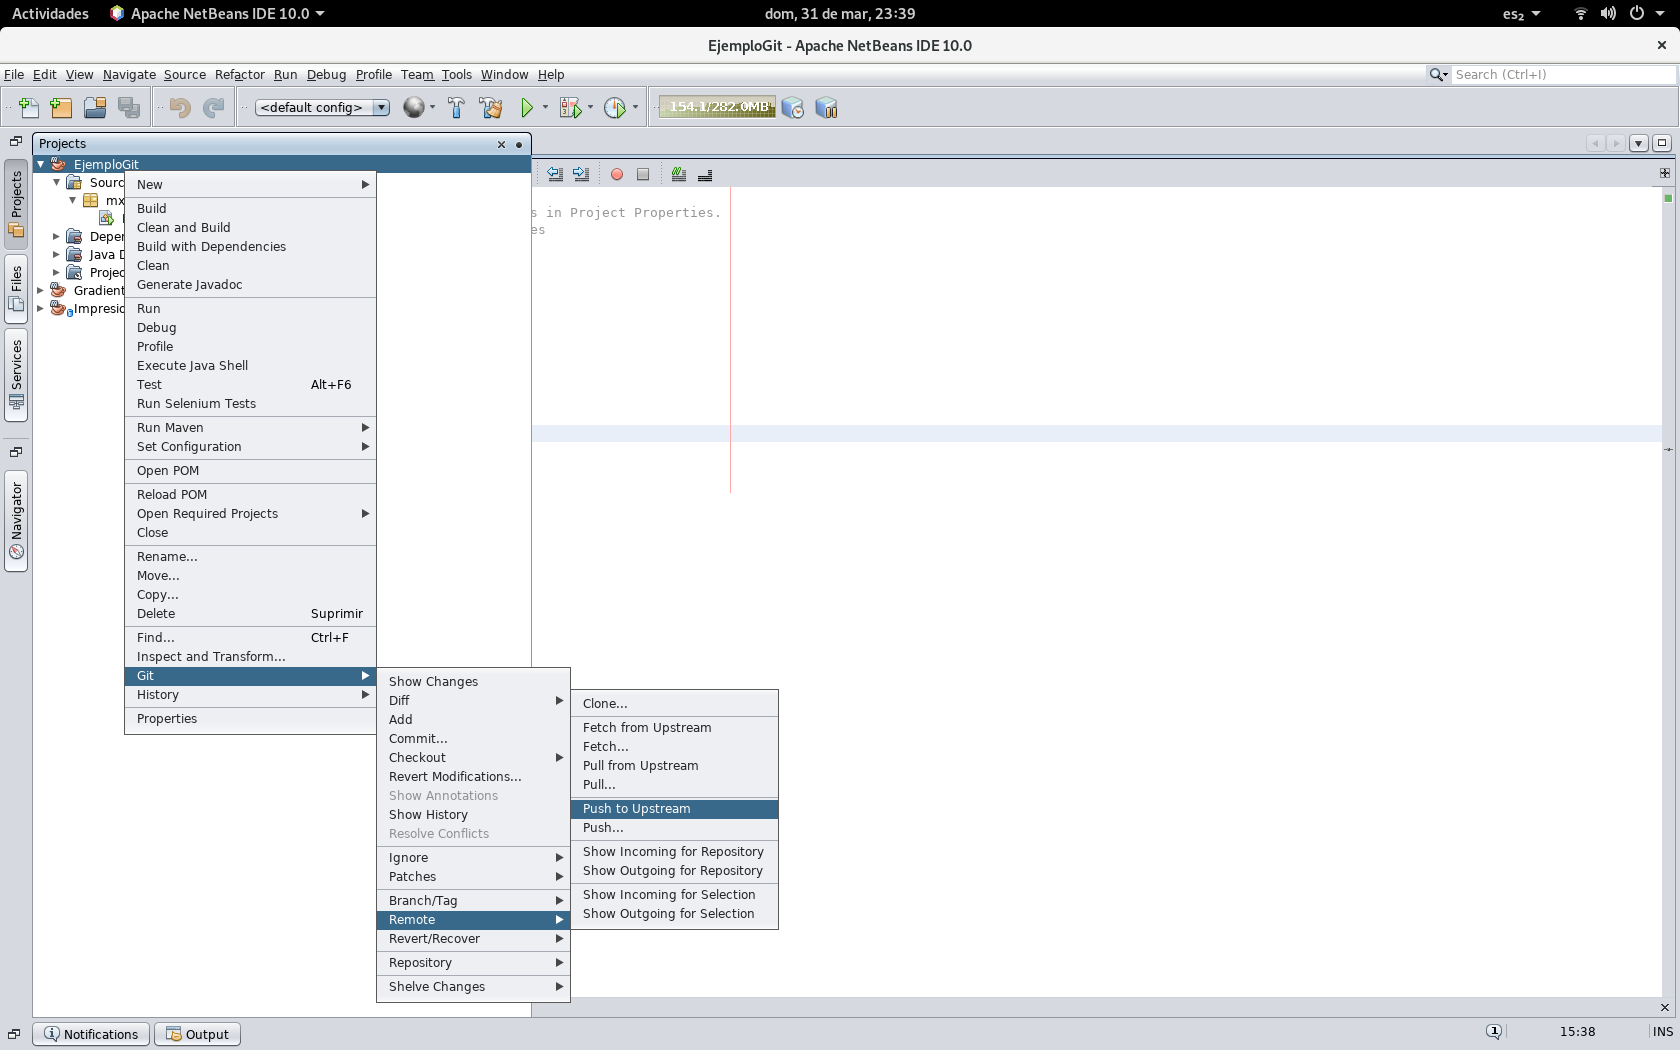 Actividades
Apache NetBeans IDE 10.0
dom, 31 de mar, 23:39
es₂
EjemploGit - Apache NetBeans IDE 10.0
File Edit View Navigate Source Refactor Run Debug Profile Team Tools Window Help
Search (Ctrl+I)
<default config>
154.1/282.0MB
Projects
Files
Services
Navigator
Projects
EjemploGit
Sourc
mx
Deper
Java D
Projec
Gradient
Impresio
s in Project Properties.
es
New
Build
Clean and Build
Build with Dependencies
Clean
Generate Javadoc
Run
Debug
Profile
Execute Java Shell
Test Alt+F6
Run Selenium Tests
Run Maven
Set Configuration
Open POM
Reload POM
Open Required Projects
Close
Rename...
Move...
Copy...
Delete Suprimir
Find... Ctrl+F
Inspect and Transform...
Git
History
Properties
Show Changes
Diff
Add
Commit...
Checkout
Revert Modifications...
Show Annotations
Show History
Resolve Conflicts
Ignore
Patches
Branch/Tag
Remote
Revert/Recover
Repository
Shelve Changes
Clone...
Fetch from Upstream
Fetch...
Pull from Upstream
Pull...
Push to Upstream
Push...
Show Incoming for Repository
Show Outgoing for Repository
Show Incoming for Selection
Show Outgoing for Selection
Notifications
Output
1
15:38
INS